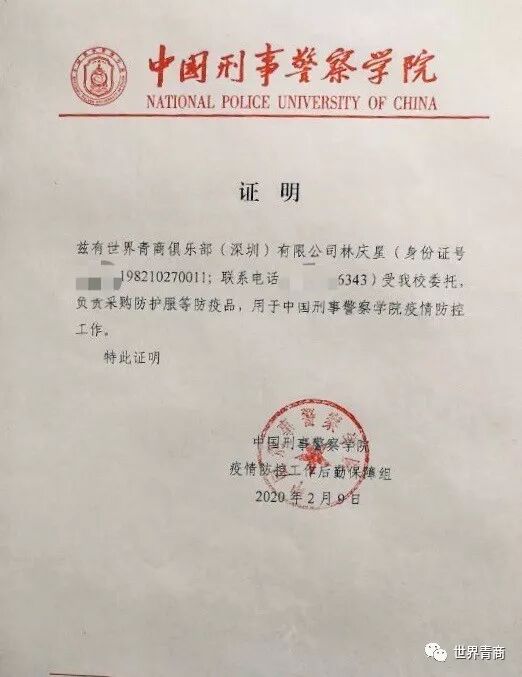 中国刑事警察学院
NATIONAL POLICE UNIVERSITY OF CHINA
证 明
兹有世界青商俱乐部（深圳）有限公司林庆星（身份证号
198210270011；联系电话 6343）受我校委托，
负责采购防护服等防疫品，用于中国刑事警察学院疫情防控
工作。
特此证明
中国刑事警察学院
疫情防控工作后勤保障组
2020 年 2 月 9 日
世界青商